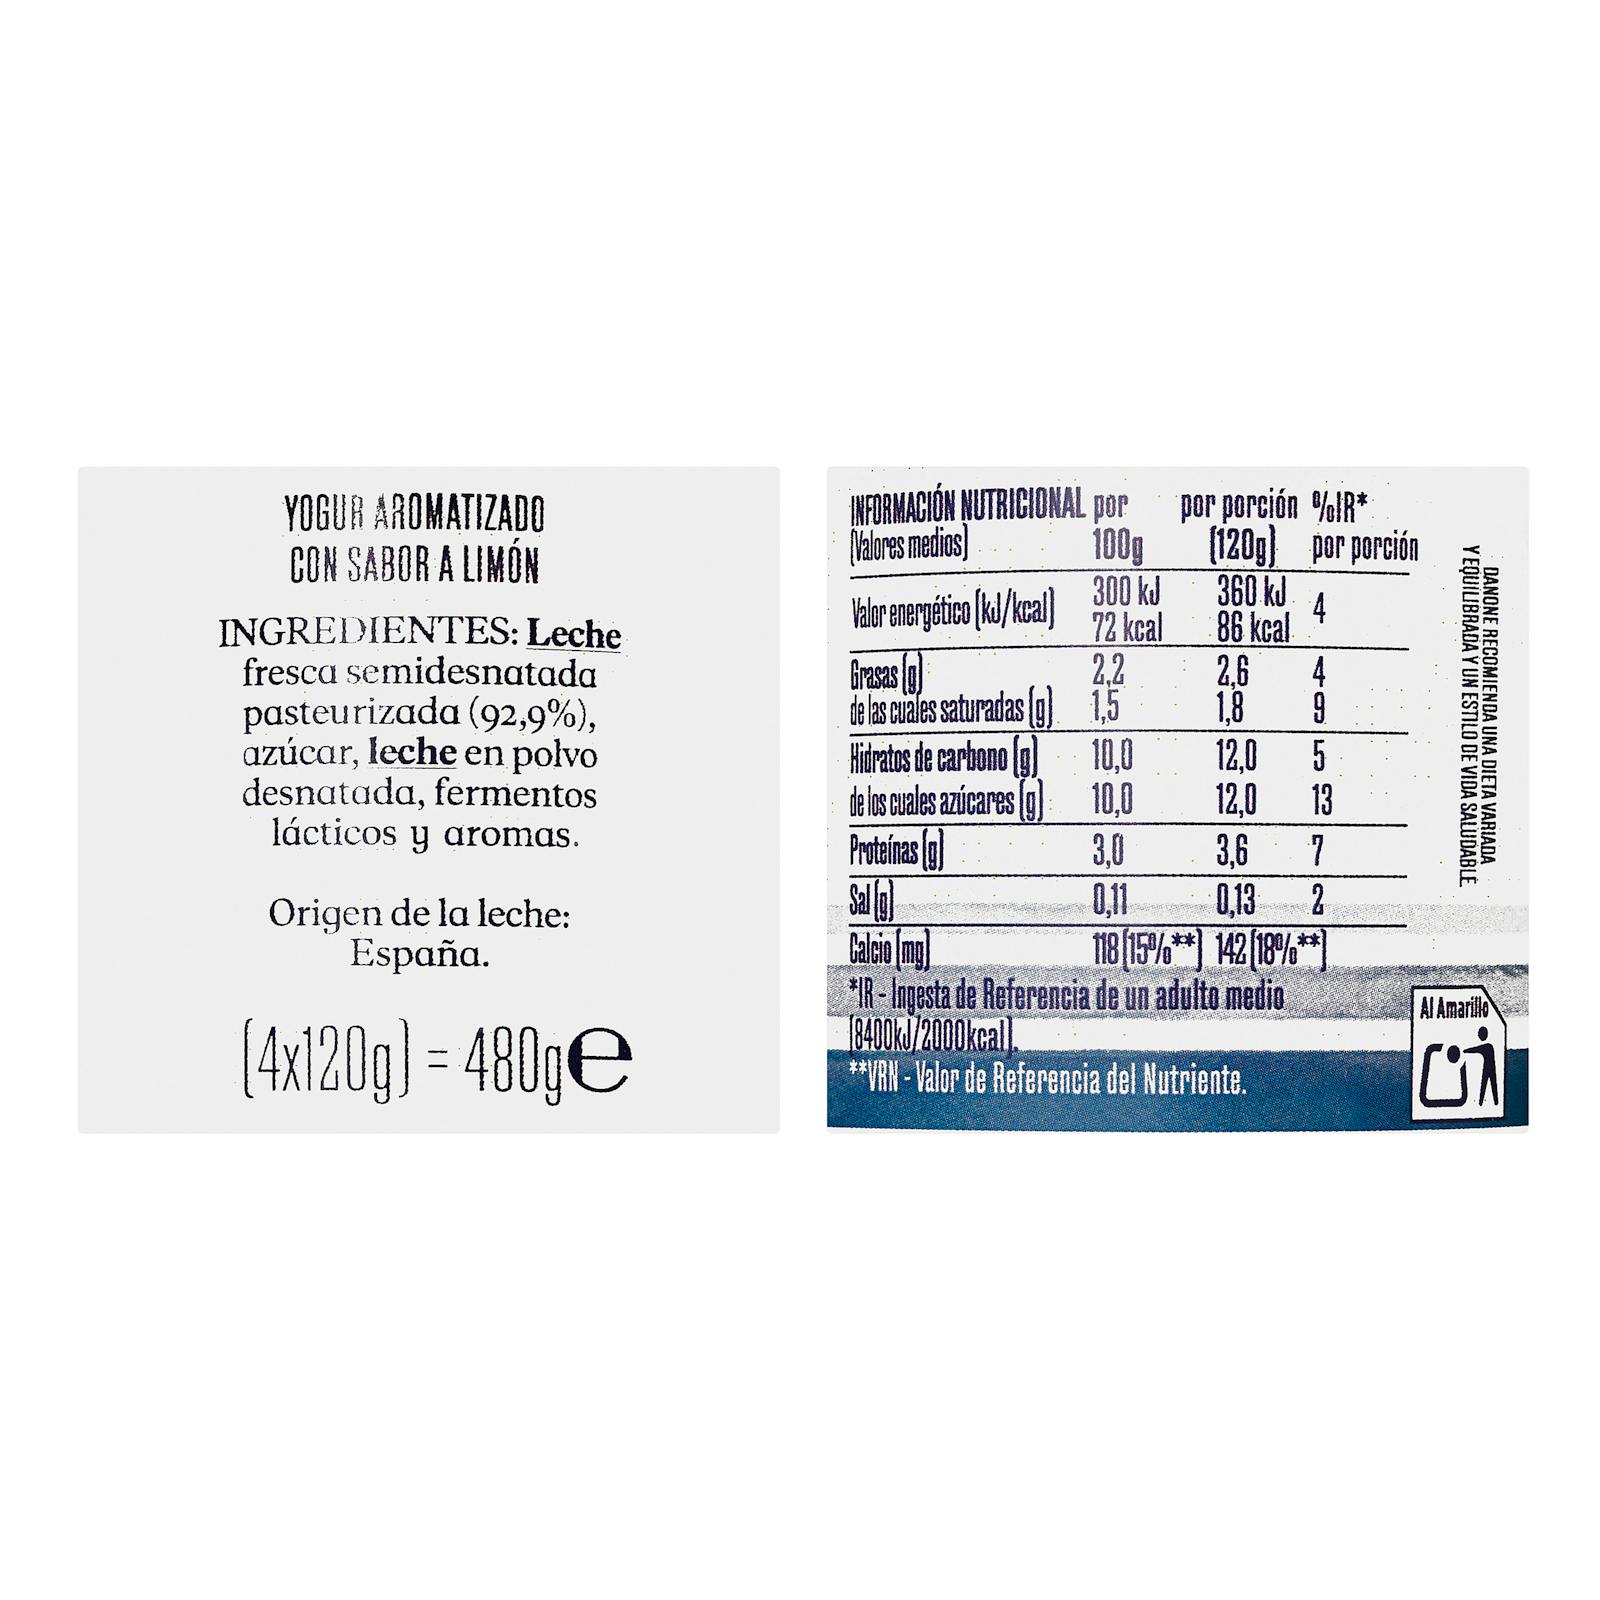 YOGUR AROMATIZADO
CON SABOR A LIMÓN
INGREDIENTES: Leche
fresca semidesnatada
pasteurizada (92,9%),
azúcar, leche en polvo
desnatada, fermentos
lácticos y aromas.
Origen de la leche:
España.
(4x120g) = 480g e
INFORMACIÓN NUTRICIONAL por por porción %IR*
(Valores medios) 100g (120g) por porción
Valor energético (kJ/kcal) 300 kJ 360 kJ 4
72 kcal 86 kcal
Grasas (g) 2,2 2,6 4
de las cuales saturadas (g) 1,5 1,8 9
Hidratos de carbono (g) 10,0 12,0 5
de los cuales azúcares (g) 10,0 12,0 13
Proteínas (g) 3,0 3,6 7
Sal (g) 0,11 0,13 2
Calcio (mg) 118 (15%**) 142 (18%**)
*IR - Ingesta de Referencia de un adulto medio
(8400kJ/2000kcal).
**VRN - Valor de Referencia del Nutriente.
DANONE RECOMIENDA UNA DIETA VARIADA
Y EQUILIBRADA Y UN ESTILO DE VIDA SALUDABLE.
Al Amarillo